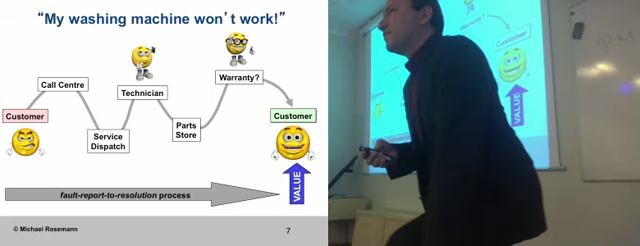 “My washing machine won’t work!”
Call Centre
Technician
Warranty?
Customer
Service
Dispatch
Parts
Store
Customer
VALUE
fault-report-to-resolution process
© Michael Rosemann
7
Warranty?
Customer
VALUE